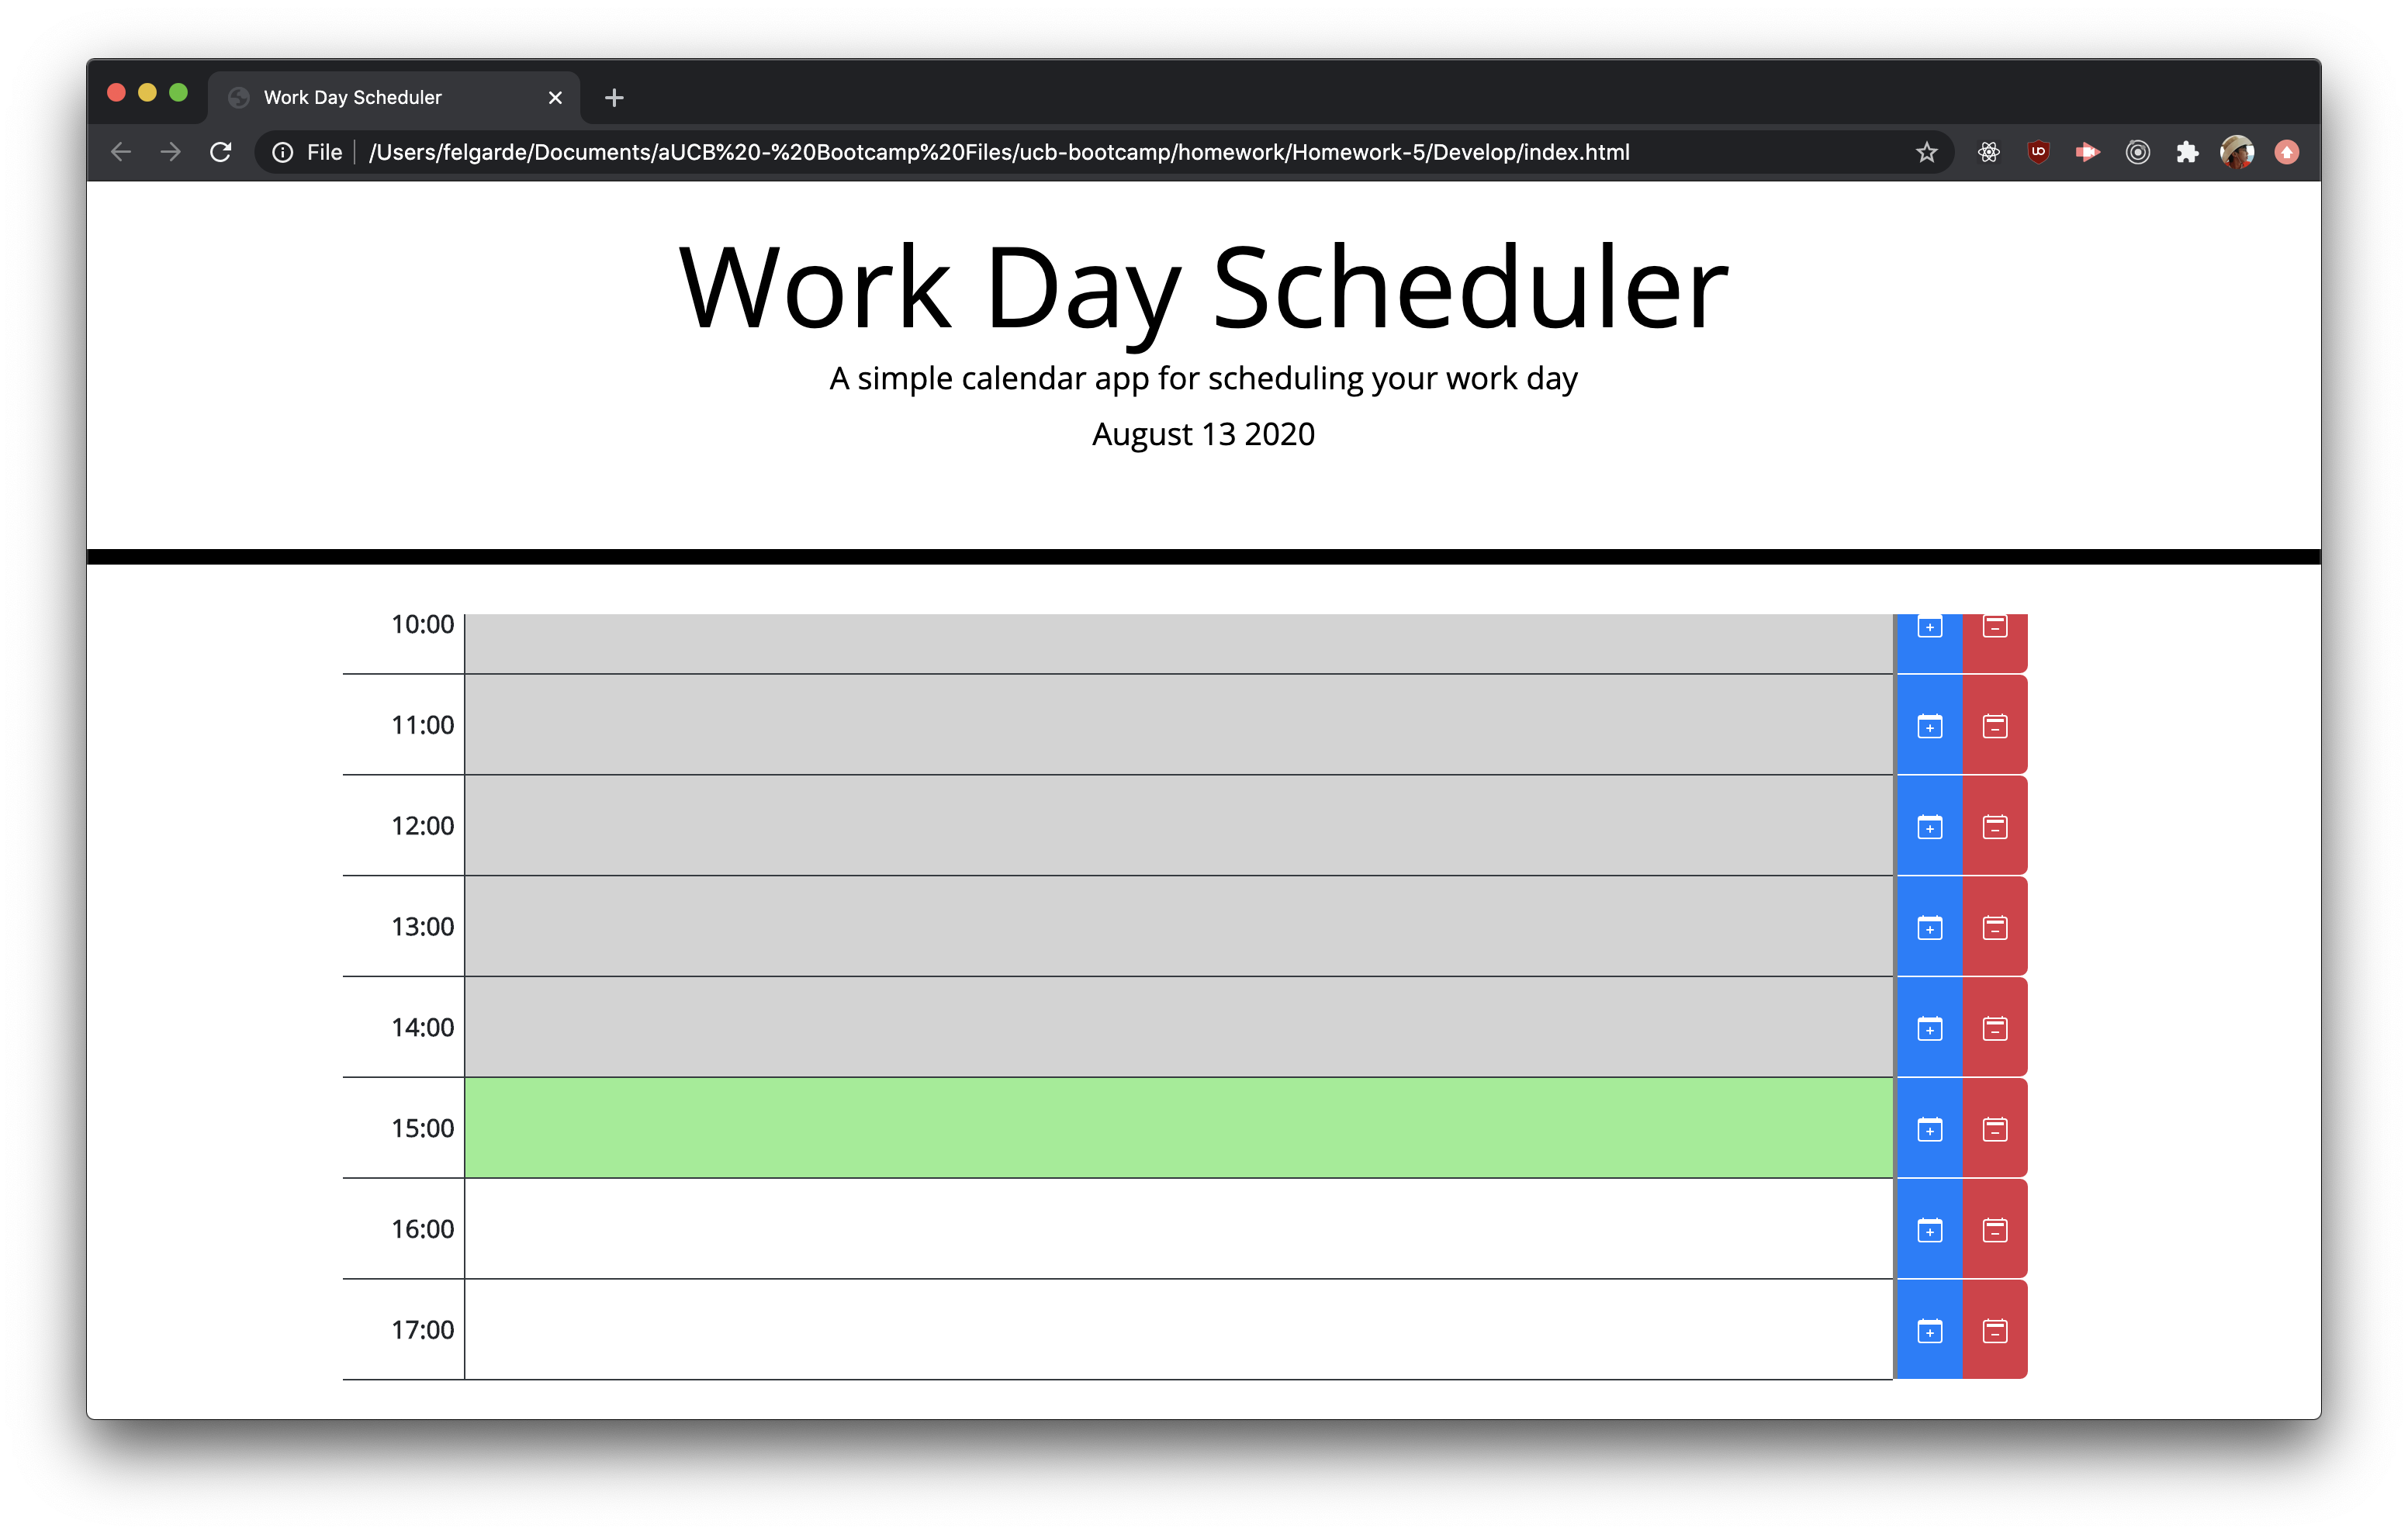 Work Day Scheduler
File /Users/felgarde/Documents/aUCB%20-%20Bootcamp%20Files/ucb-bootcamp/homework/Homework-5/Develop/index.html
Work Day Scheduler
A simple calendar app for scheduling your work day
August 13 2020
10:00
11:00
12:00
13:00
14:00
15:00
16:00
17:00